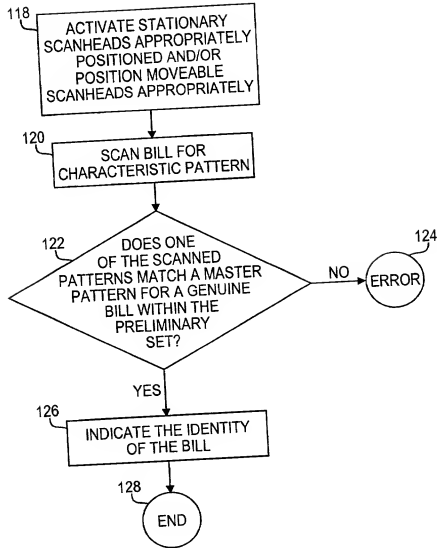 118
ACTIVATE STATIONARY
SCANHEADS APPROPRIATELY
POSITIONED AND/OR
POSITION MOVEABLE
SCANHEADS APPROPRIATELY
120
SCAN BILL FOR
CHARACTERISTIC PATTERN
122
DOES ONE
OF THE SCANNED
PATTERNS MATCH A MASTER
PATTERN FOR A GENUINE
BILL WITHIN THE
PRELIMINARY
SET?
NO
124
ERROR
YES
126
INDICATE THE IDENTITY
OF THE BILL
128
END